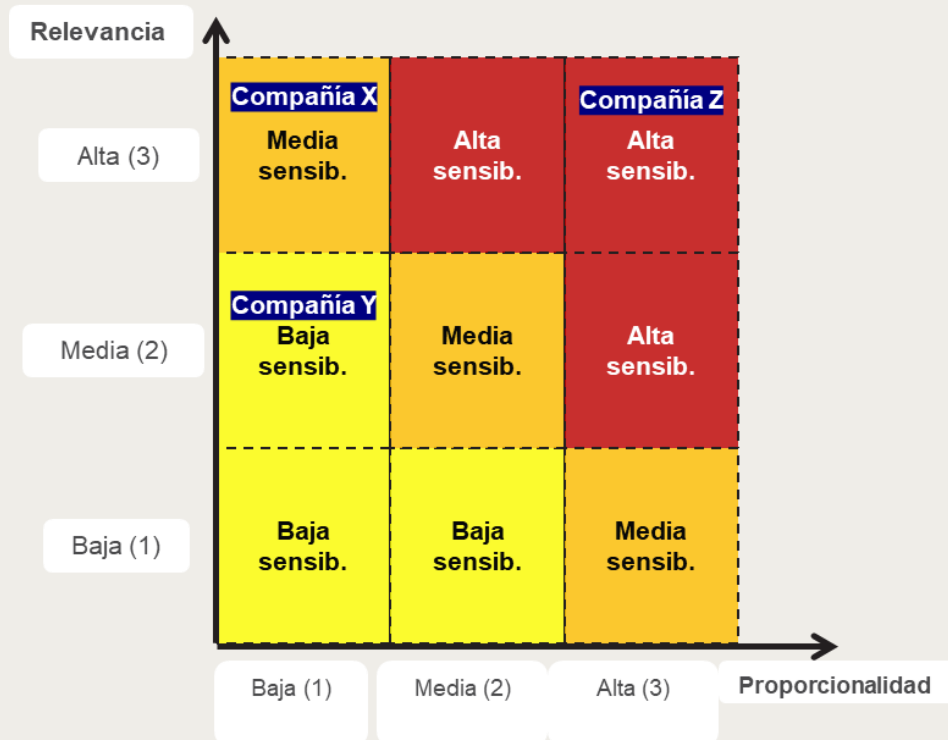 Relevancia
Compañía X
Compañía Z
Alta (3)
Media
sensib.
Alta
sensib.
Alta
sensib.
Compañía Y
Media (2)
Baja
sensib.
Media
sensib.
Alta
sensib.
Baja (1)
Baja
sensib.
Baja
sensib.
Media
sensib.
Baja (1)
Media (2)
Alta (3)
Proporcionalidad